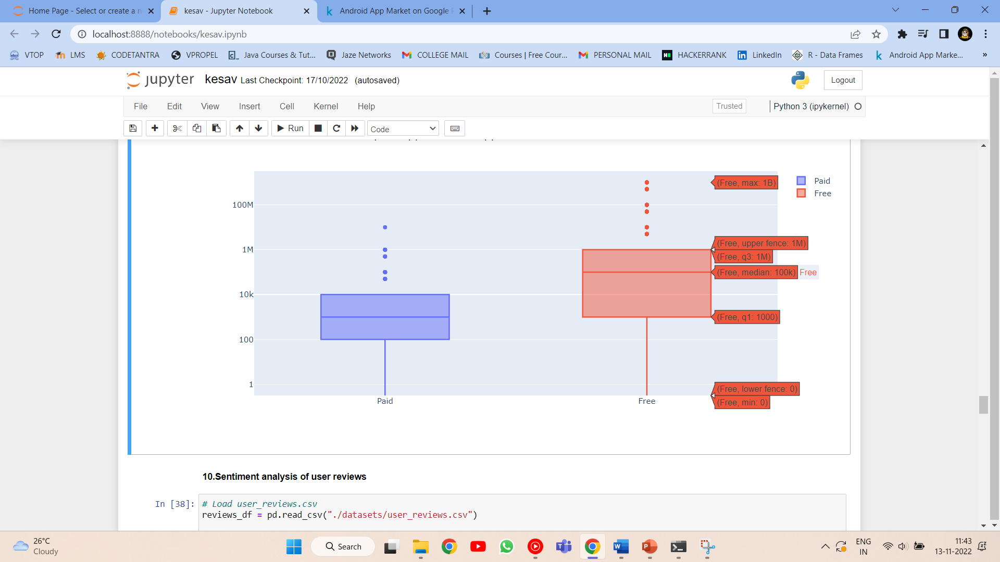 Home Page - Select or create a n
kesav - Jupyter Notebook
Android App Market on Google P
localhost:8888/notebooks/kesav.ipynb
VTOP
LMS
CODETANTRA
VPROPEL
Java Courses & Tut...
Jaze Networks
COLLEGE MAIL
Courses | Free Cour...
PERSONAL MAIL
HACKERRANK
LinkedIn
R - Data Frames
Android App Marke...
»
jupyter kesav Last Checkpoint: 17/10/2022 (autosaved)
Logout
File Edit View Insert Cell Kernel Help
Trusted
Python 3 (ipykernel)
Run
Code
(Free, max: 1B)
Paid
Free
100M
1M
10k
100
1
(Free, upper fence: 1M)
(Free, q3: 1M)
(Free, median: 100k) Free
(Free, q1: 1000)
(Free, lower fence: 0)
(Free, min: 0)
Paid
Free
10.Sentiment analysis of user reviews
In [38]:
# Load user_reviews.csv
reviews_df = pd.read_csv("./datasets/user_reviews.csv")
26°C
Cloudy
Search
ENG
IN
11:43
13-11-2022